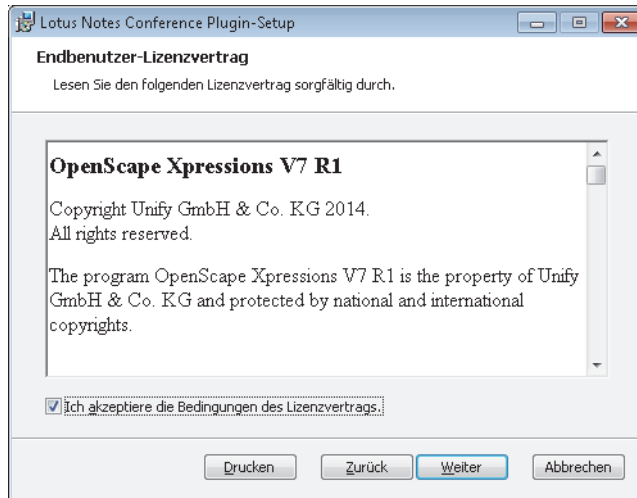 Lotus Notes Conference Plugin-Setup
Endbenutzer-Lizenzvertrag
Lesen Sie den folgenden Lizenzvertrag sorgfältig durch.
OpenScape Xpressions V7 R1
Copyright Unify GmbH & Co. KG 2014.
All rights reserved.
The program OpenScape Xpressions V7 R1 is the property of Unify
GmbH & Co. KG and protected by national and international
copyrights.
Ich akzeptiere die Bedingungen des Lizenzvertrags.
Drucken Zurück Weiter Abbrechen